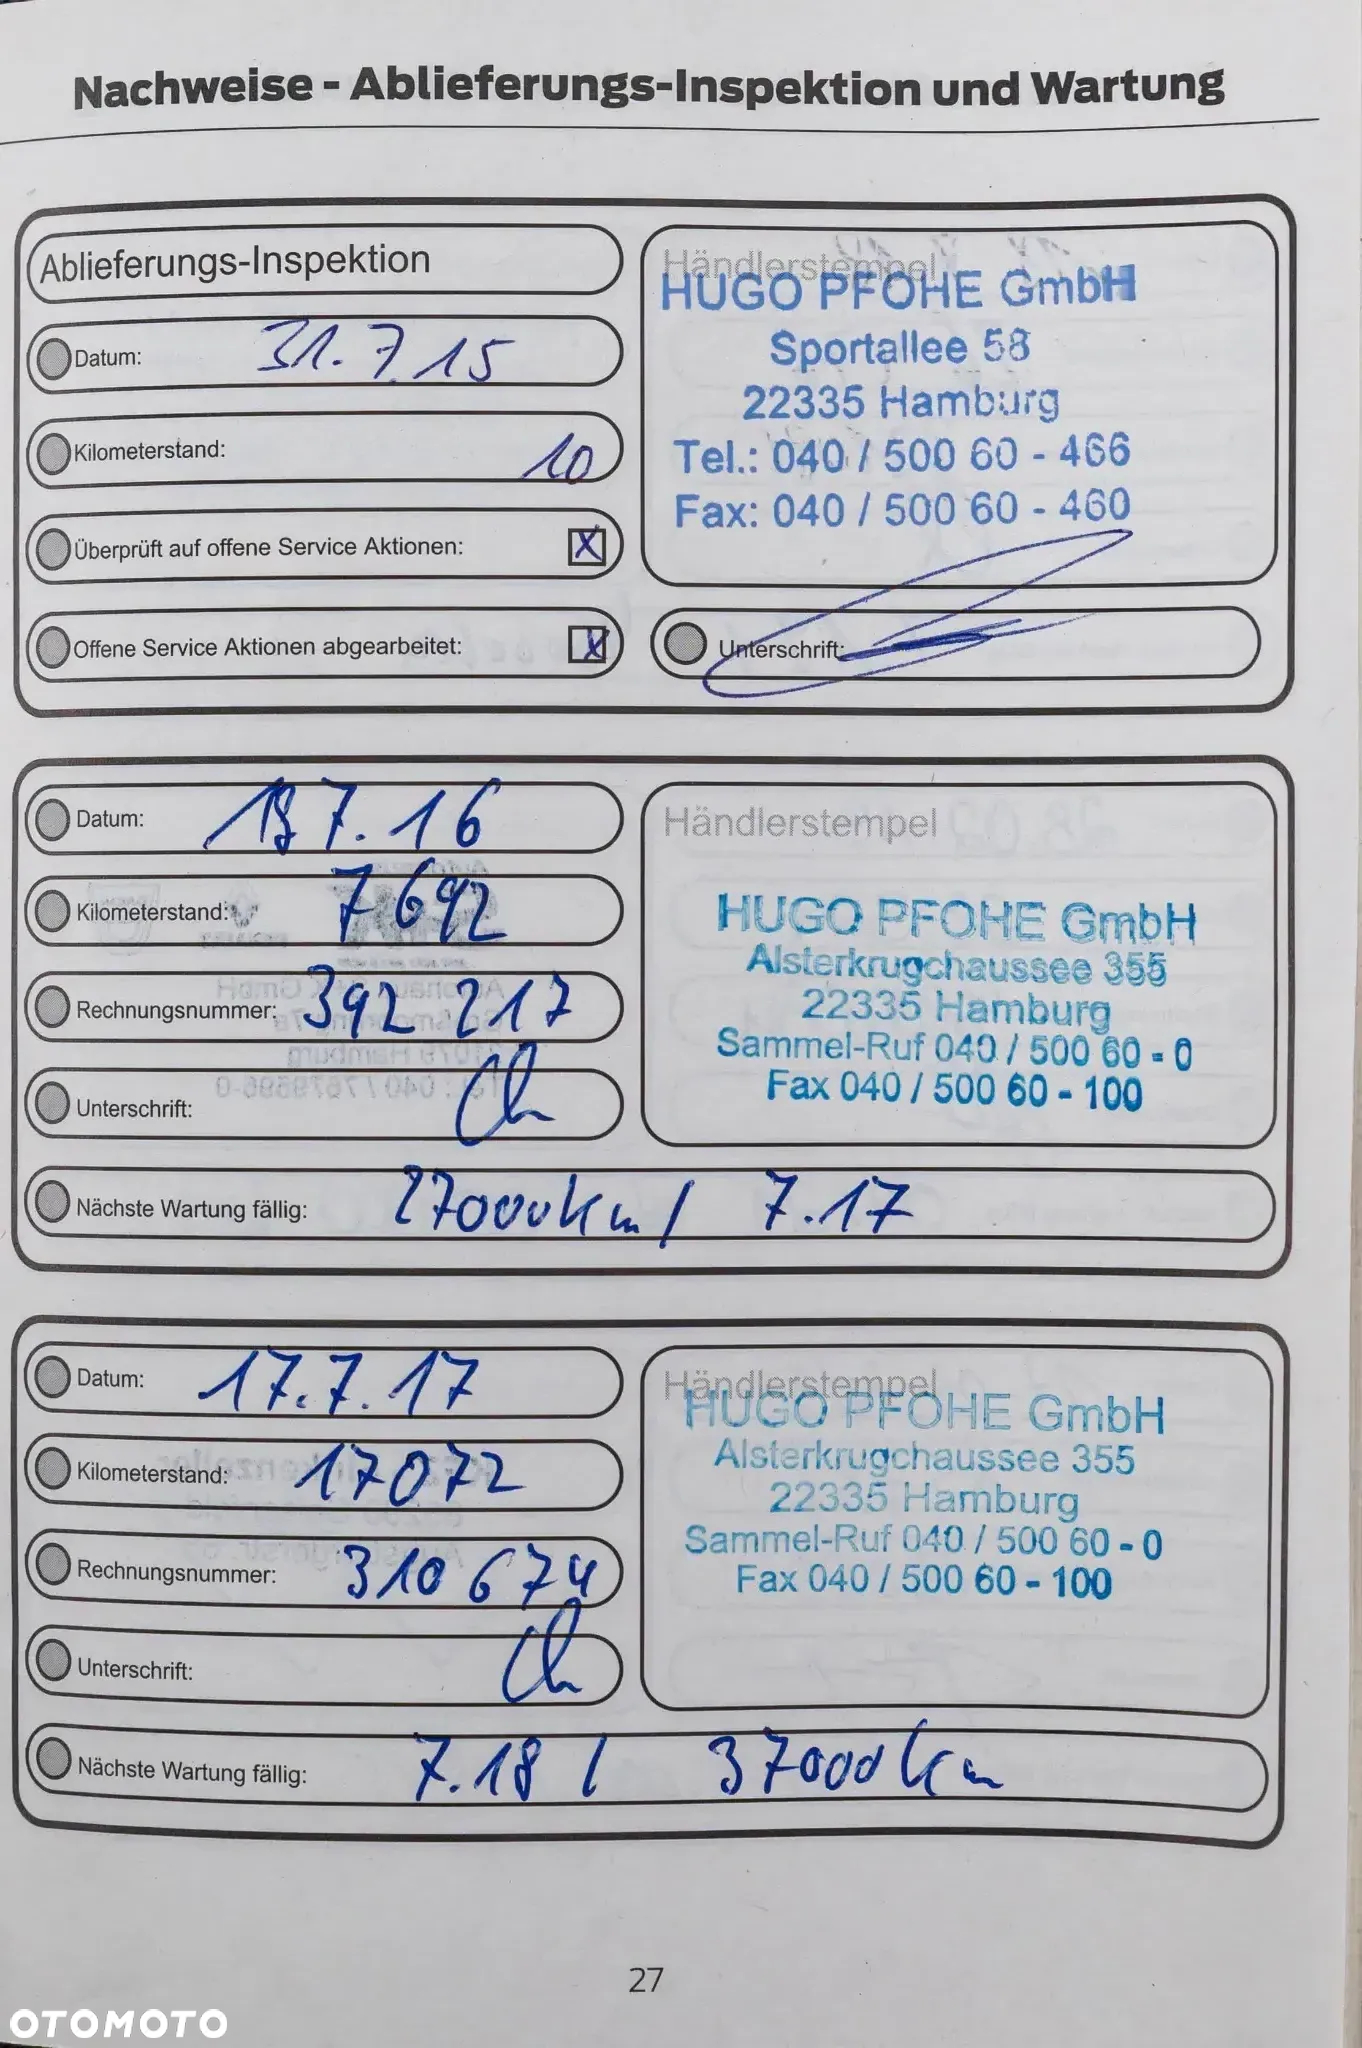 Nachweise - Ablieferungs-Inspektion und Wartung
Ablieferungs-Inspektion
Datum: 31.7.15
Kilometerstand: 10
Überprüft auf offene Service Aktionen: X
Offene Service Aktionen abgearbeitet: X
Händlerstempel
HUGO PFOHE GmbH
Sportallee 58
22335 Hamburg
Tel.: 040 / 500 60 - 466
Fax: 040 / 500 60 - 460
Unterschrift:
Datum: 7.16
Kilometerstand: 7692
Rechnungsnummer: 392 217
Unterschrift:
Nächste Wartung fällig: 27000km / 7.17
Händlerstempel
HUGO PFOHE GmbH
Alsterkrugchaussee 355
22335 Hamburg
Sammel-Ruf 040 / 500 60 - 0
Fax 040 / 500 60 - 100
Datum: 17.7.17
Kilometerstand: 17072
Rechnungsnummer: 310 674
Unterschrift:
Nächste Wartung fällig: 7.18 / 37000km
Händlerstempel
HUGO PFOHE GmbH
Alsterkrugchaussee 355
22335 Hamburg
Sammel-Ruf 040 / 500 60 - 0
Fax 040 / 500 60 - 100
27
OTOMOTO